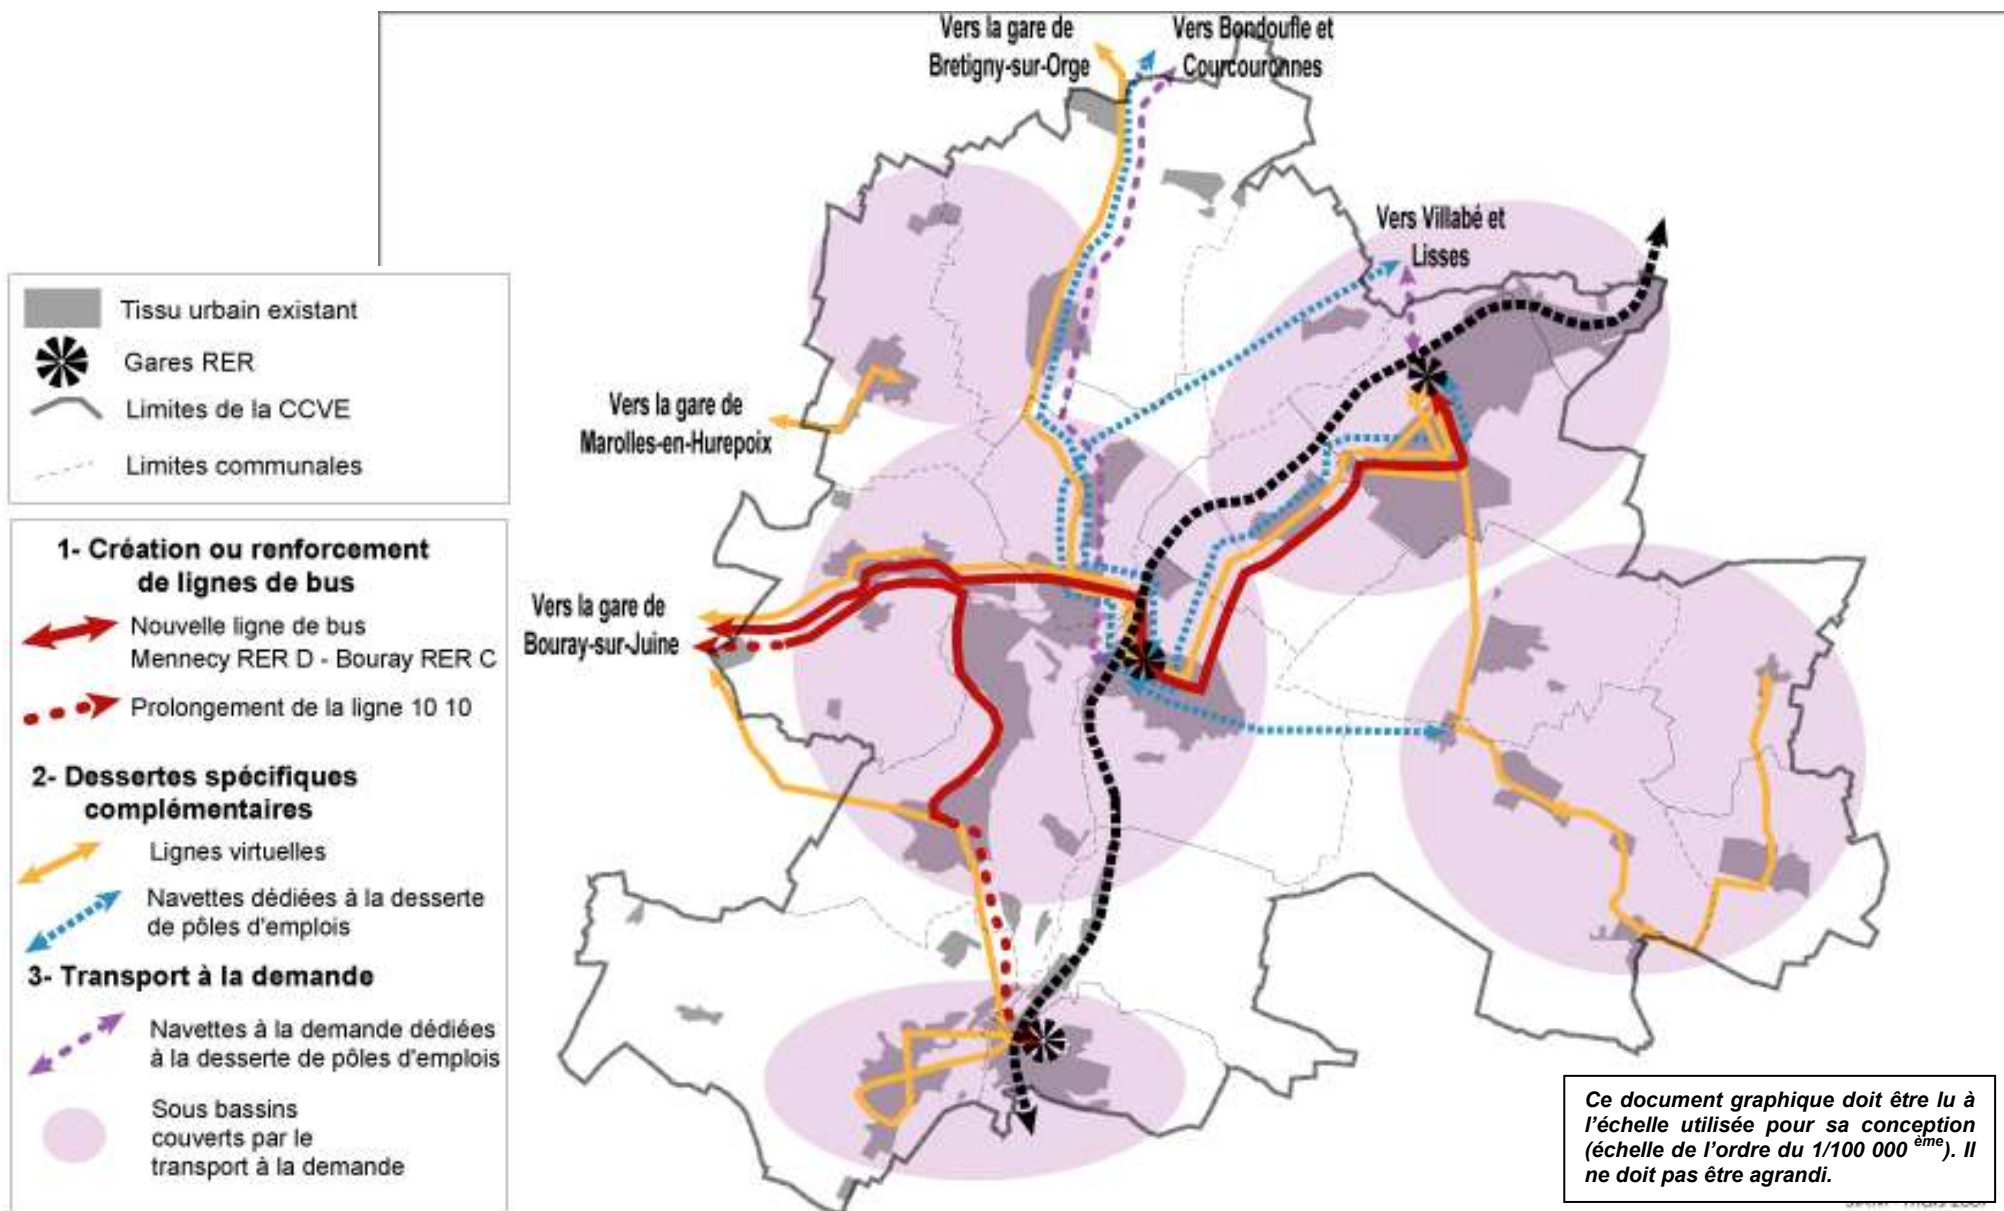 Vers la gare de
Bretigny-sur-Orge
Vers Bondoufle et
Courcouronnes
Vers Villabé et
Lisses
Vers la gare de
Marolles-en-Hurepoix
Vers la gare de
Bouray-sur-Juine
Tissu urbain existant
Gares RER
Limites de la CCVE
Limites communales
1- Création ou renforcement
de lignes de bus
Nouvelle ligne de bus
Mennecy RER D - Bouray RER C
Prolongement de la ligne 10 10
2- Dessertes spécifiques
complémentaires
Lignes virtuelles
Navettes dédiées à la desserte
de pôles d'emplois
3- Transport à la demande
Navettes à la demande dédiées
à la desserte de pôles d'emplois
Sous bassins
couverts par le
transport à la demande
Ce document graphique doit être lu à
l'échelle utilisée pour sa conception
(échelle de l'ordre du 1/100 000 ème). Il
ne doit pas être agrandi.